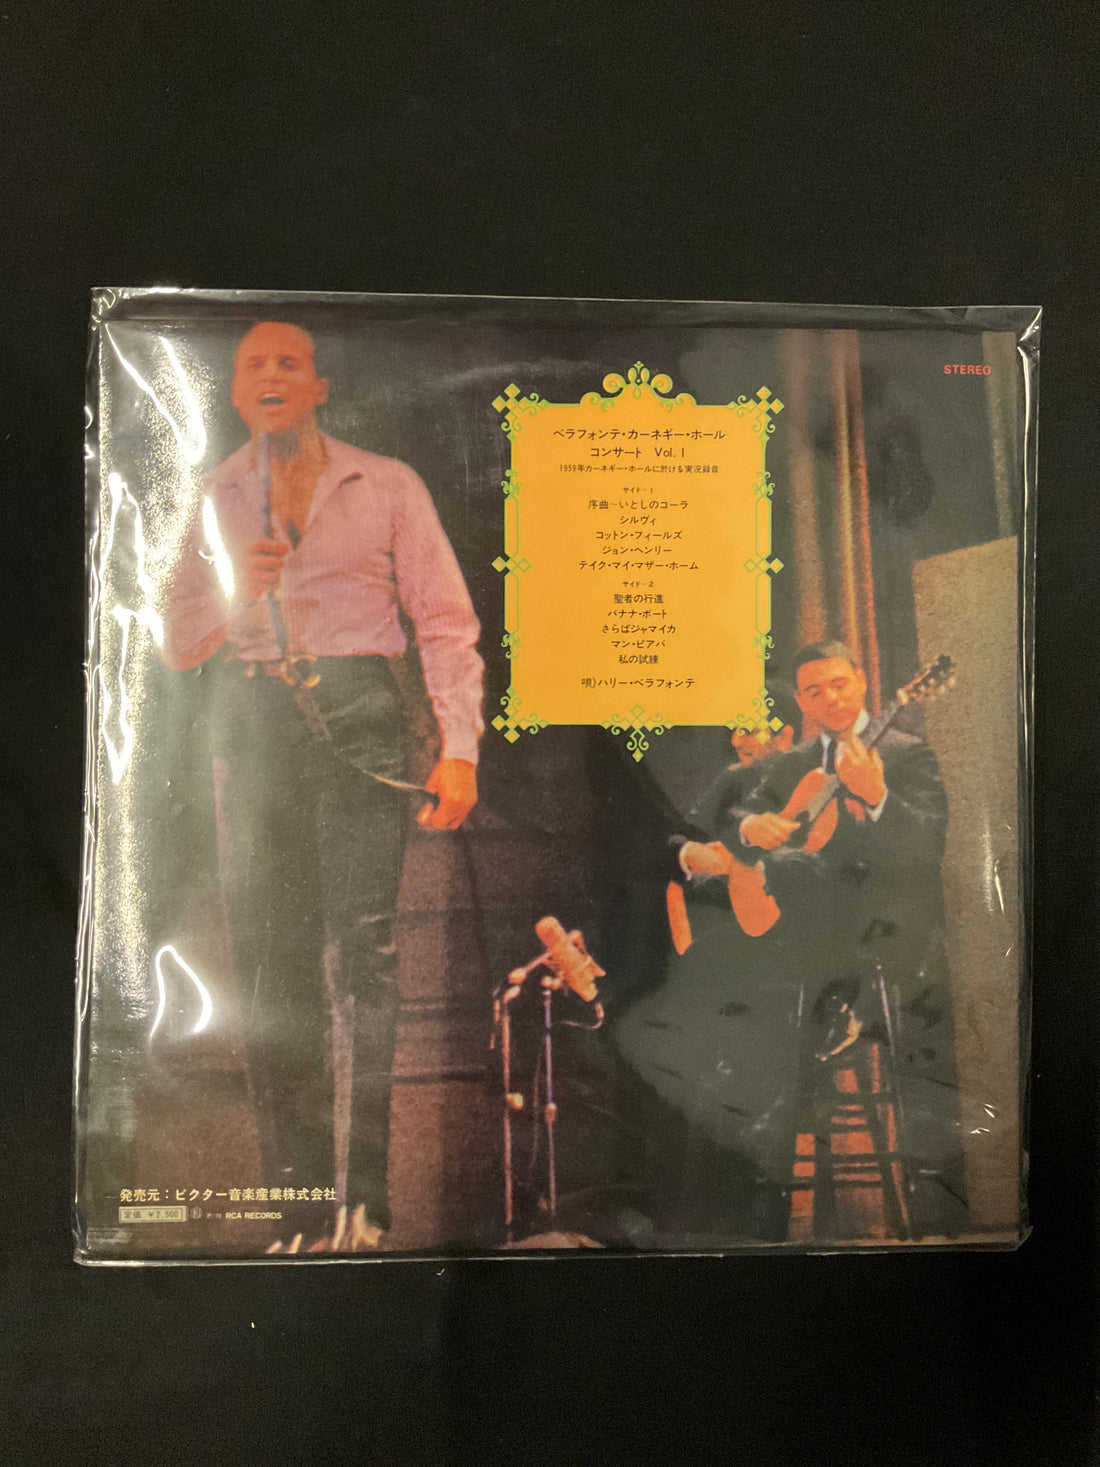 STEREO
ベラフォンテ・カーネギー・ホール
コンサート Vol. I
1959年カーネギー・ホールに於ける実況録音
サイド－1
序曲～いとしのコーラ
シルヴィ
コットン・フィールズ
ジョン・ヘンリー
テイク・マイ・マザー・ホーム
サイド－2
聖者の行進
バナナ・ボート
さらばジャマイカ
マン・ピアバ
私の試練
唄)ハリー・ベラフォンテ
発売元：ビクター音楽産業株式会社
定価 ￥2,500 RCA RECORDS